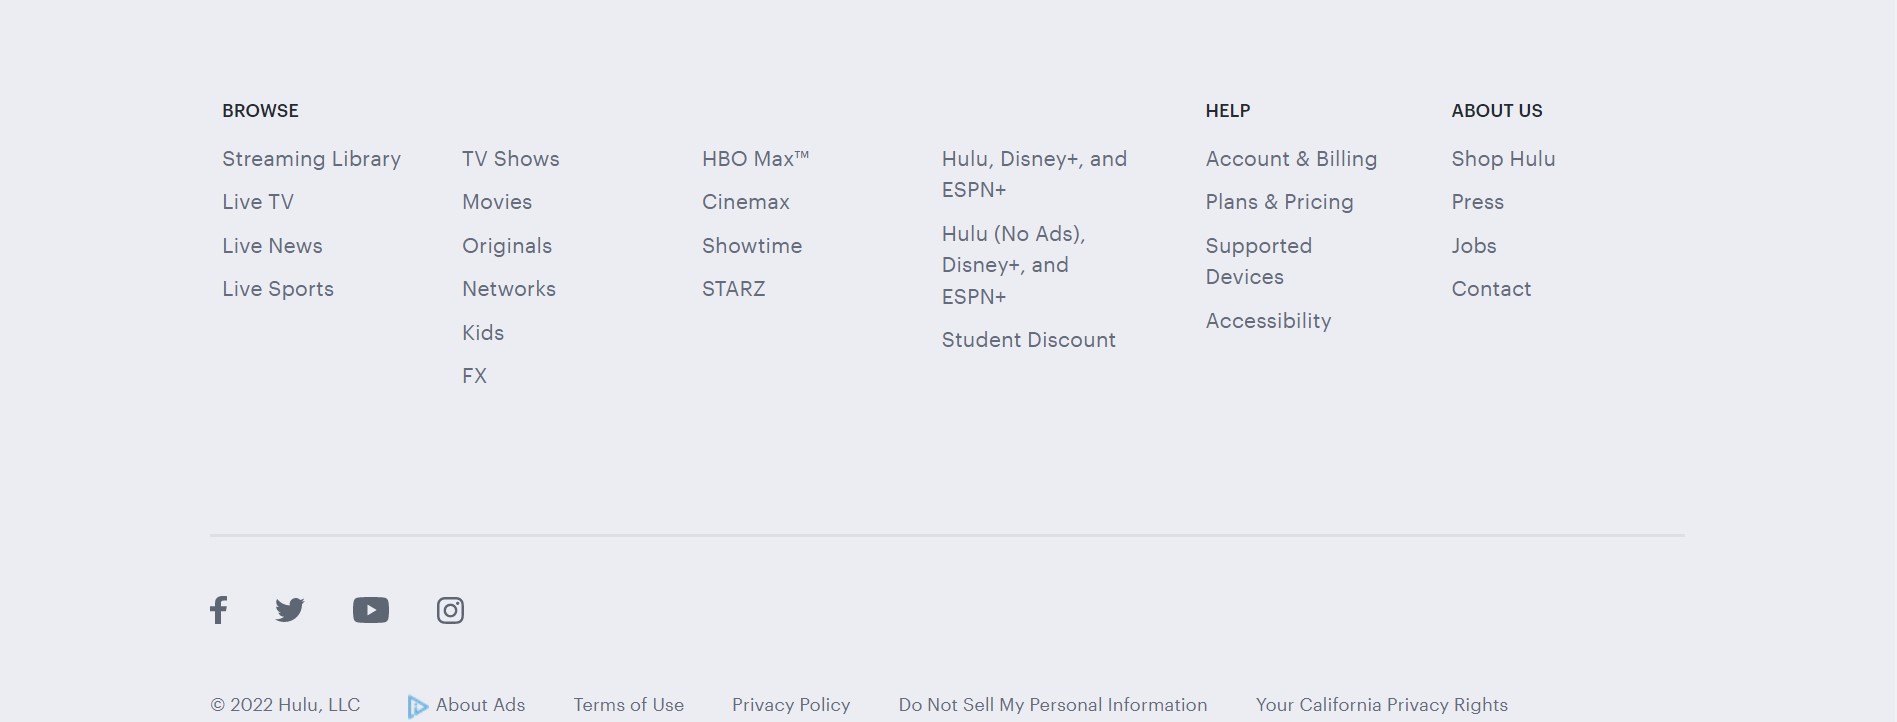 BROWSE
Streaming Library
Live TV
Live News
Live Sports
TV Shows
Movies
Originals
Networks
Kids
FX
HBO Max™
Cinemax
Showtime
STARZ
Hulu, Disney+, and
ESPN+
Hulu (No Ads),
Disney+, and
ESPN+
Student Discount
HELP
Account & Billing
Plans & Pricing
Supported
Devices
Accessibility
ABOUT US
Shop Hulu
Press
Jobs
Contact
© 2022 Hulu, LLC
About Ads
Terms of Use
Privacy Policy
Do Not Sell My Personal Information
Your California Privacy Rights